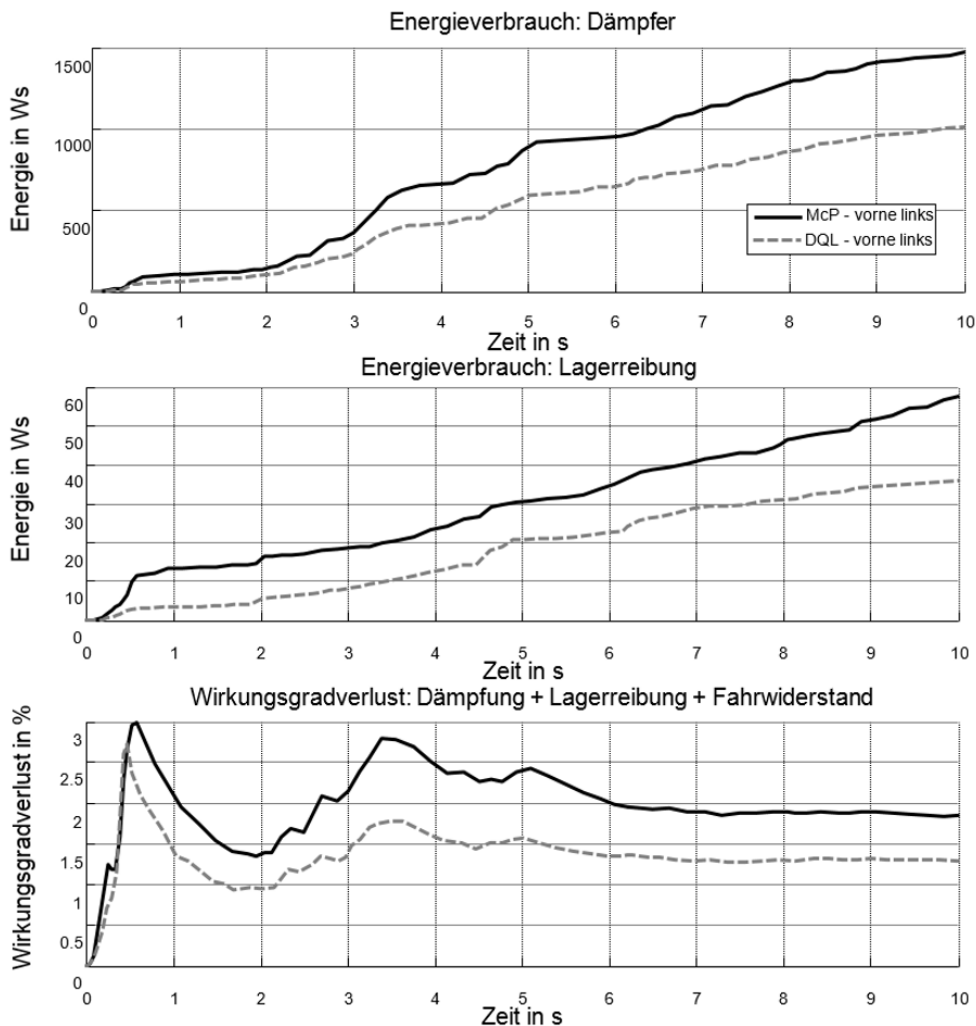 Energieverbrauch: Dämpfer
Energie in Ws
1500
1000
500
0
0 1 2 3 4 5 6 7 8 9 10
McP - vorne links
DQL - vorne links
Zeit in s
Energieverbrauch: Lagerreibung
Energie in Ws
60
50
40
30
20
10
0
0 1 2 3 4 5 6 7 8 9 10
Zeit in s
Wirkungsgradverlust: Dämpfung + Lagerreibung + Fahrwiderstand
Wirkungsgradverlust in %
3
2.5
2
1.5
1
0.5
0
0 1 2 3 4 5 6 7 8 9 10
Zeit in s